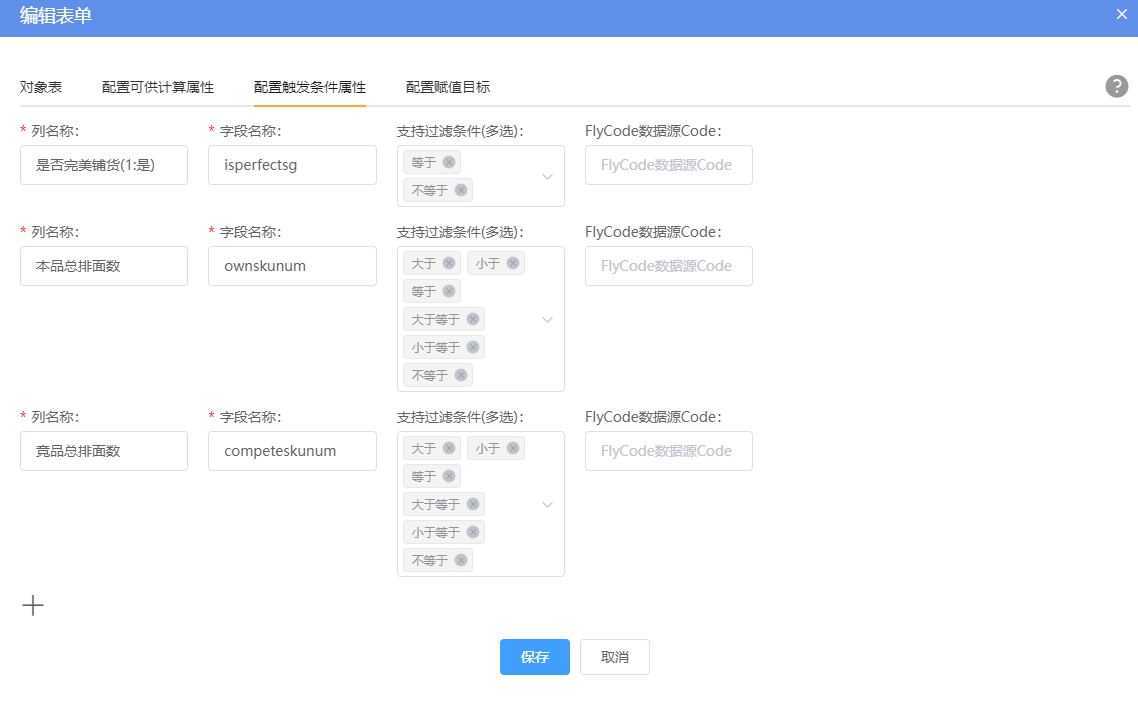 编辑表单
对象表 配置可供计算属性 配置触发条件属性 配置赋值目标
* 列名称: * 字段名称: 支持过滤条件(多选): FlyCode数据源Code:
是否完美铺货(1:是) isperfectsg 等于 FlyCode数据源Code
不等于
* 列名称: * 字段名称: 支持过滤条件(多选): FlyCode数据源Code:
本品总排面数 ownskunum 大于 小于 FlyCode数据源Code
等于
大于等于
小于等于
不等于
* 列名称: * 字段名称: 支持过滤条件(多选): FlyCode数据源Code:
竟品总排面数 competeskunum 大于 小于 FlyCode数据源Code
等于
大于等于
小于等于
不等于
保存 取消